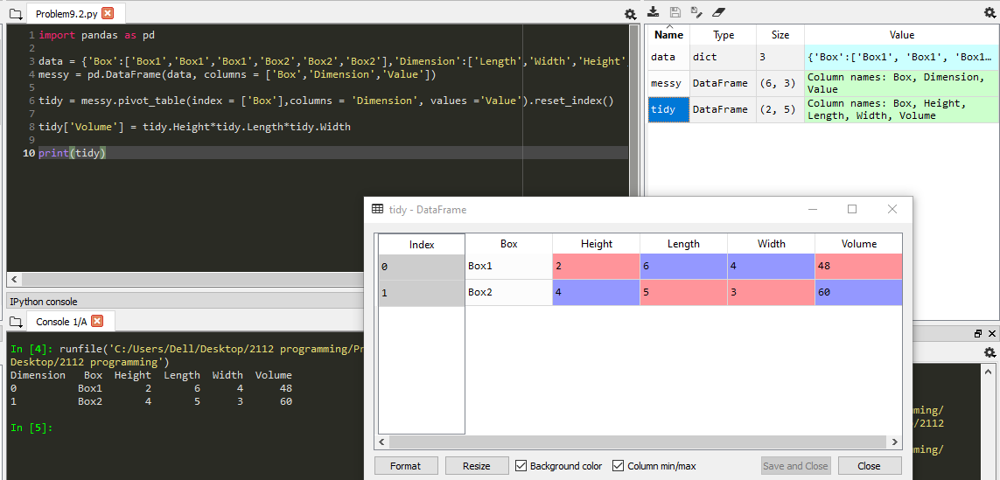 Problem9.2.py
1 import pandas as pd
2
3 data = {'Box':['Box1','Box1','Box1','Box2','Box2','Box2'],'Dimension':['Length','Width','Height',
4 messy = pd.DataFrame(data, columns = ['Box','Dimension','Value'])
5
6 tidy = messy.pivot_table(index = ['Box'],columns = 'Dimension', values ='Value').reset_index()
7
8 tidy['Volume'] = tidy.Height*tidy.Length*tidy.Width
9
10 print(tidy)
Name Type Size Value
data dict 3 {'Box':['Box1', 'Box1', 'Box1...
messy DataFrame (6, 3) Column names: Box, Dimension,
Value
tidy DataFrame (2, 5) Column names: Box, Height,
Length, Width, Volume
tidy - DataFrame
Index Box Height Length Width Volume
0 Box1 2 6 4 48
1 Box2 4 5 3 60
Format Resize Background color Column min/max Save and Close Close
IPython console
Console 1/A
In [4]: runfile('C:/Users/Dell/Desktop/2112 programming/Pr
Desktop/2112 programming')
Dimension Box Height Length Width Volume
0 Box1 2 6 4 48
1 Box2 4 5 3 60
In [5]:
ming/
/2112
ming/